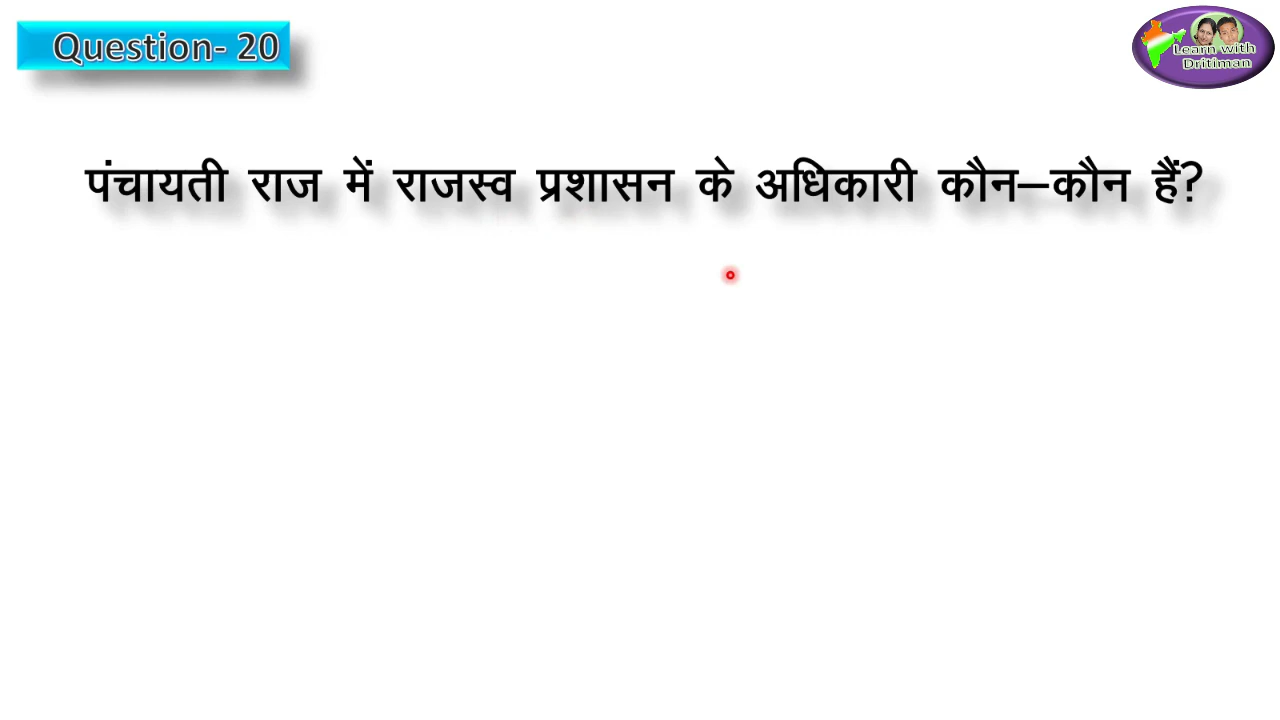 Question- 20
Learn with
Dritiman
पंचायती राज में राजस्व प्रशासन के अधिकारी कौन–कौन हैं?